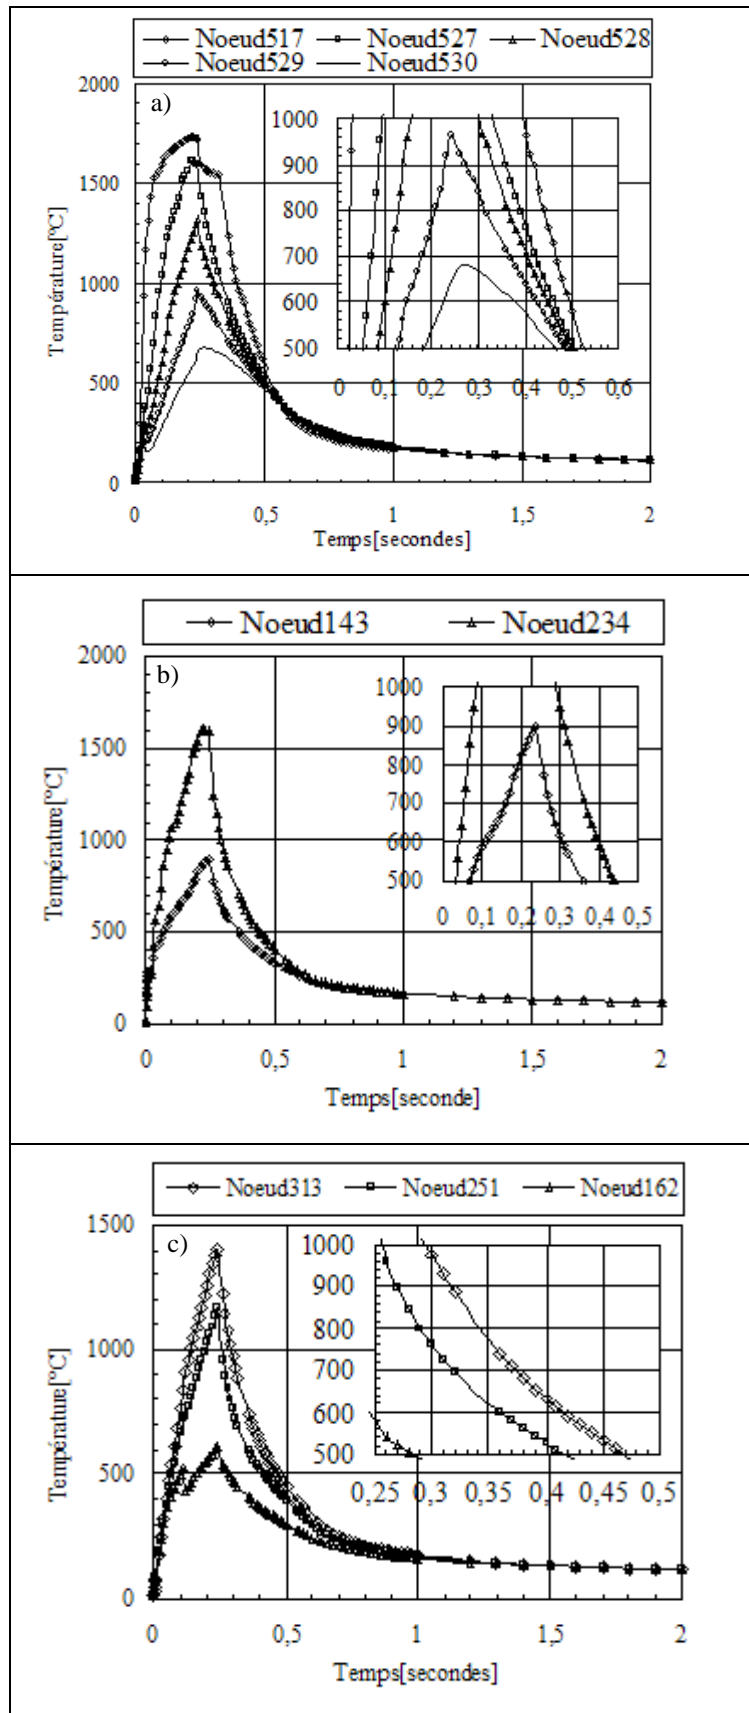 Noeud517 Noeud527 Noeud528
Noeud529 Noeud530
a)
2000
1500
1000
500
0
Température[°C]
1000
900
800
700
600
500
0 0,1 0,2 0,3 0,4 0,5 0,6
0 0,5 1 1,5 2
Temps[secondes]
Noeud143 Noeud234
b)
2000
1500
1000
500
0
Température[°C]
1000
900
800
700
600
500
0 0,1 0,2 0,3 0,4 0,5
0 0,5 1 1,5 2
Temps[seconde]
Noeud313 Noeud251 Noeud162
c)
1500
1000
500
0
Température[°C]
1000
900
800
700
600
500
0,25 0,3 0,35 0,4 0,45 0,5
0 0,5 1 1,5 2
Temps[secondes]